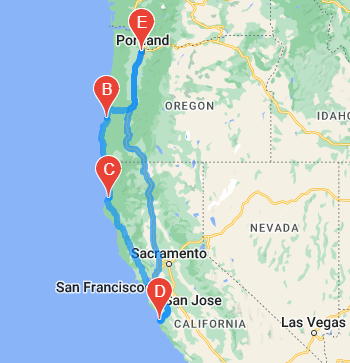 E
Portland
B
OREGON
IDAHO
C
NEVADA
Sacramento
San Francisco
D
San Jose
CALIFORNIA
Las Vegas